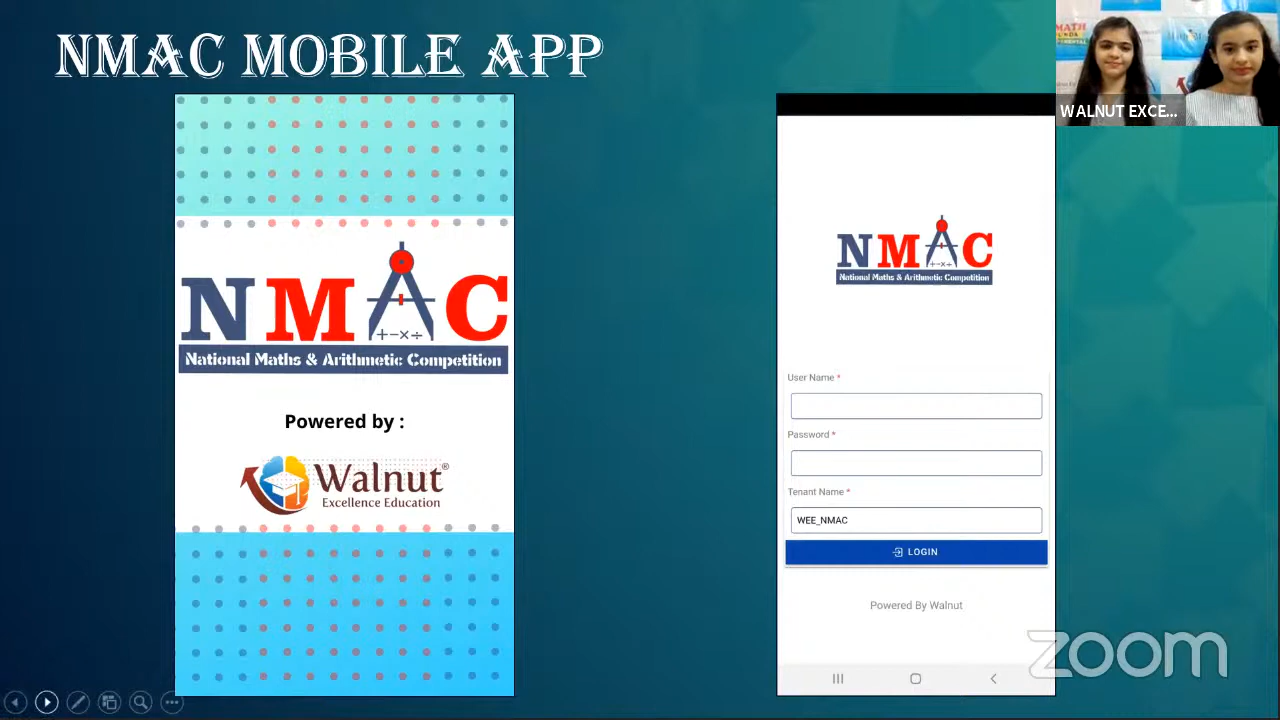 NMAC MOBILE APP
NMAC
National Maths & Arithmetic Competition
+−×÷
Powered by :
Walnut®
Excellence Education
NMAC
National Maths & Arithmetic Competition
+−×÷
User Name *
Password *
Tenant Name *
WEE_NMAC
LOGIN
Powered By Walnut
MATH
WALNUT EXCE...
zoom